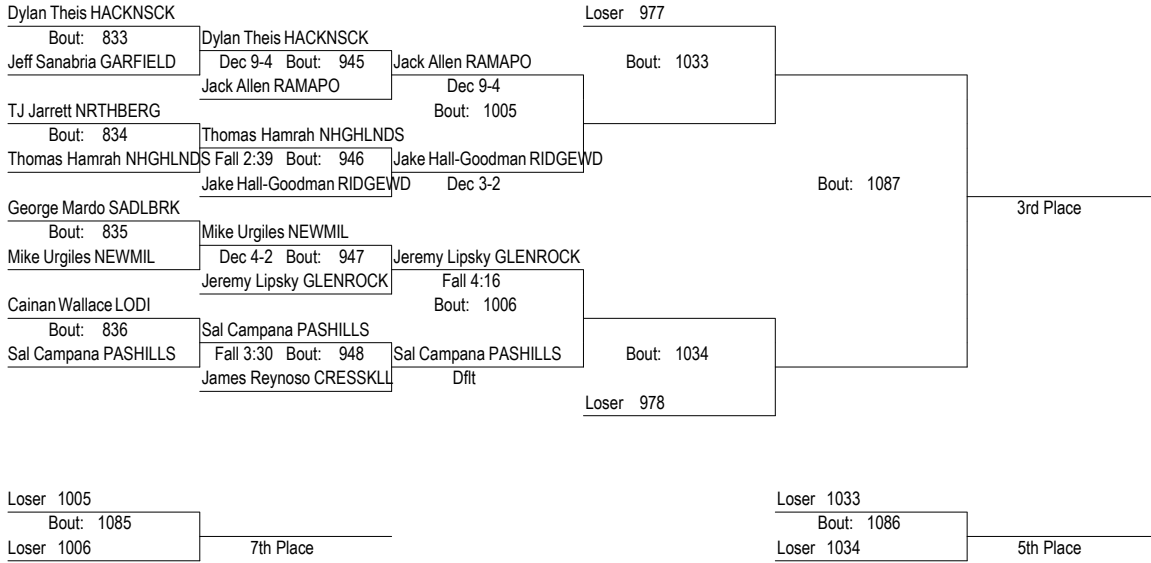 Dylan Theis HACKNSCK
Bout: 833
Jeff Sanabria GARFIELD
TJ Jarrett NRTHBERG
Bout: 834
Thomas Hamrah NHGHLNDS
George Mardo SADLBRK
Bout: 835
Mike Urgiles NEWMIL
Cainan Wallace LODI
Bout: 836
Sal Campana PASHILLS
Dylan Theis HACKNSCK
Dec 9-4 Bout: 945
Jack Allen RAMAPO
Thomas Hamrah NHGHLNDS
Fall 2:39 Bout: 946
Jake Hall-Goodman RIDGEWD
Mike Urgiles NEWMIL
Dec 4-2 Bout: 947
Jeremy Lipsky GLENROCK
Sal Campana PASHILLS
Fall 3:30 Bout: 948
James Reynoso CRESSKLL
Jack Allen RAMAPO
Dec 9-4
Bout: 1005
Jake Hall-Goodman RIDGEWD
Dec 3-2
Jeremy Lipsky GLENROCK
Fall 4:16
Bout: 1006
Sal Campana PASHILLS
Dflt
Loser 977
Bout: 1033
Bout: 1034
Loser 978
Bout: 1087
3rd Place
Loser 1005
Bout: 1085
Loser 1006
7th Place
Loser 1033
Bout: 1086
Loser 1034
5th Place